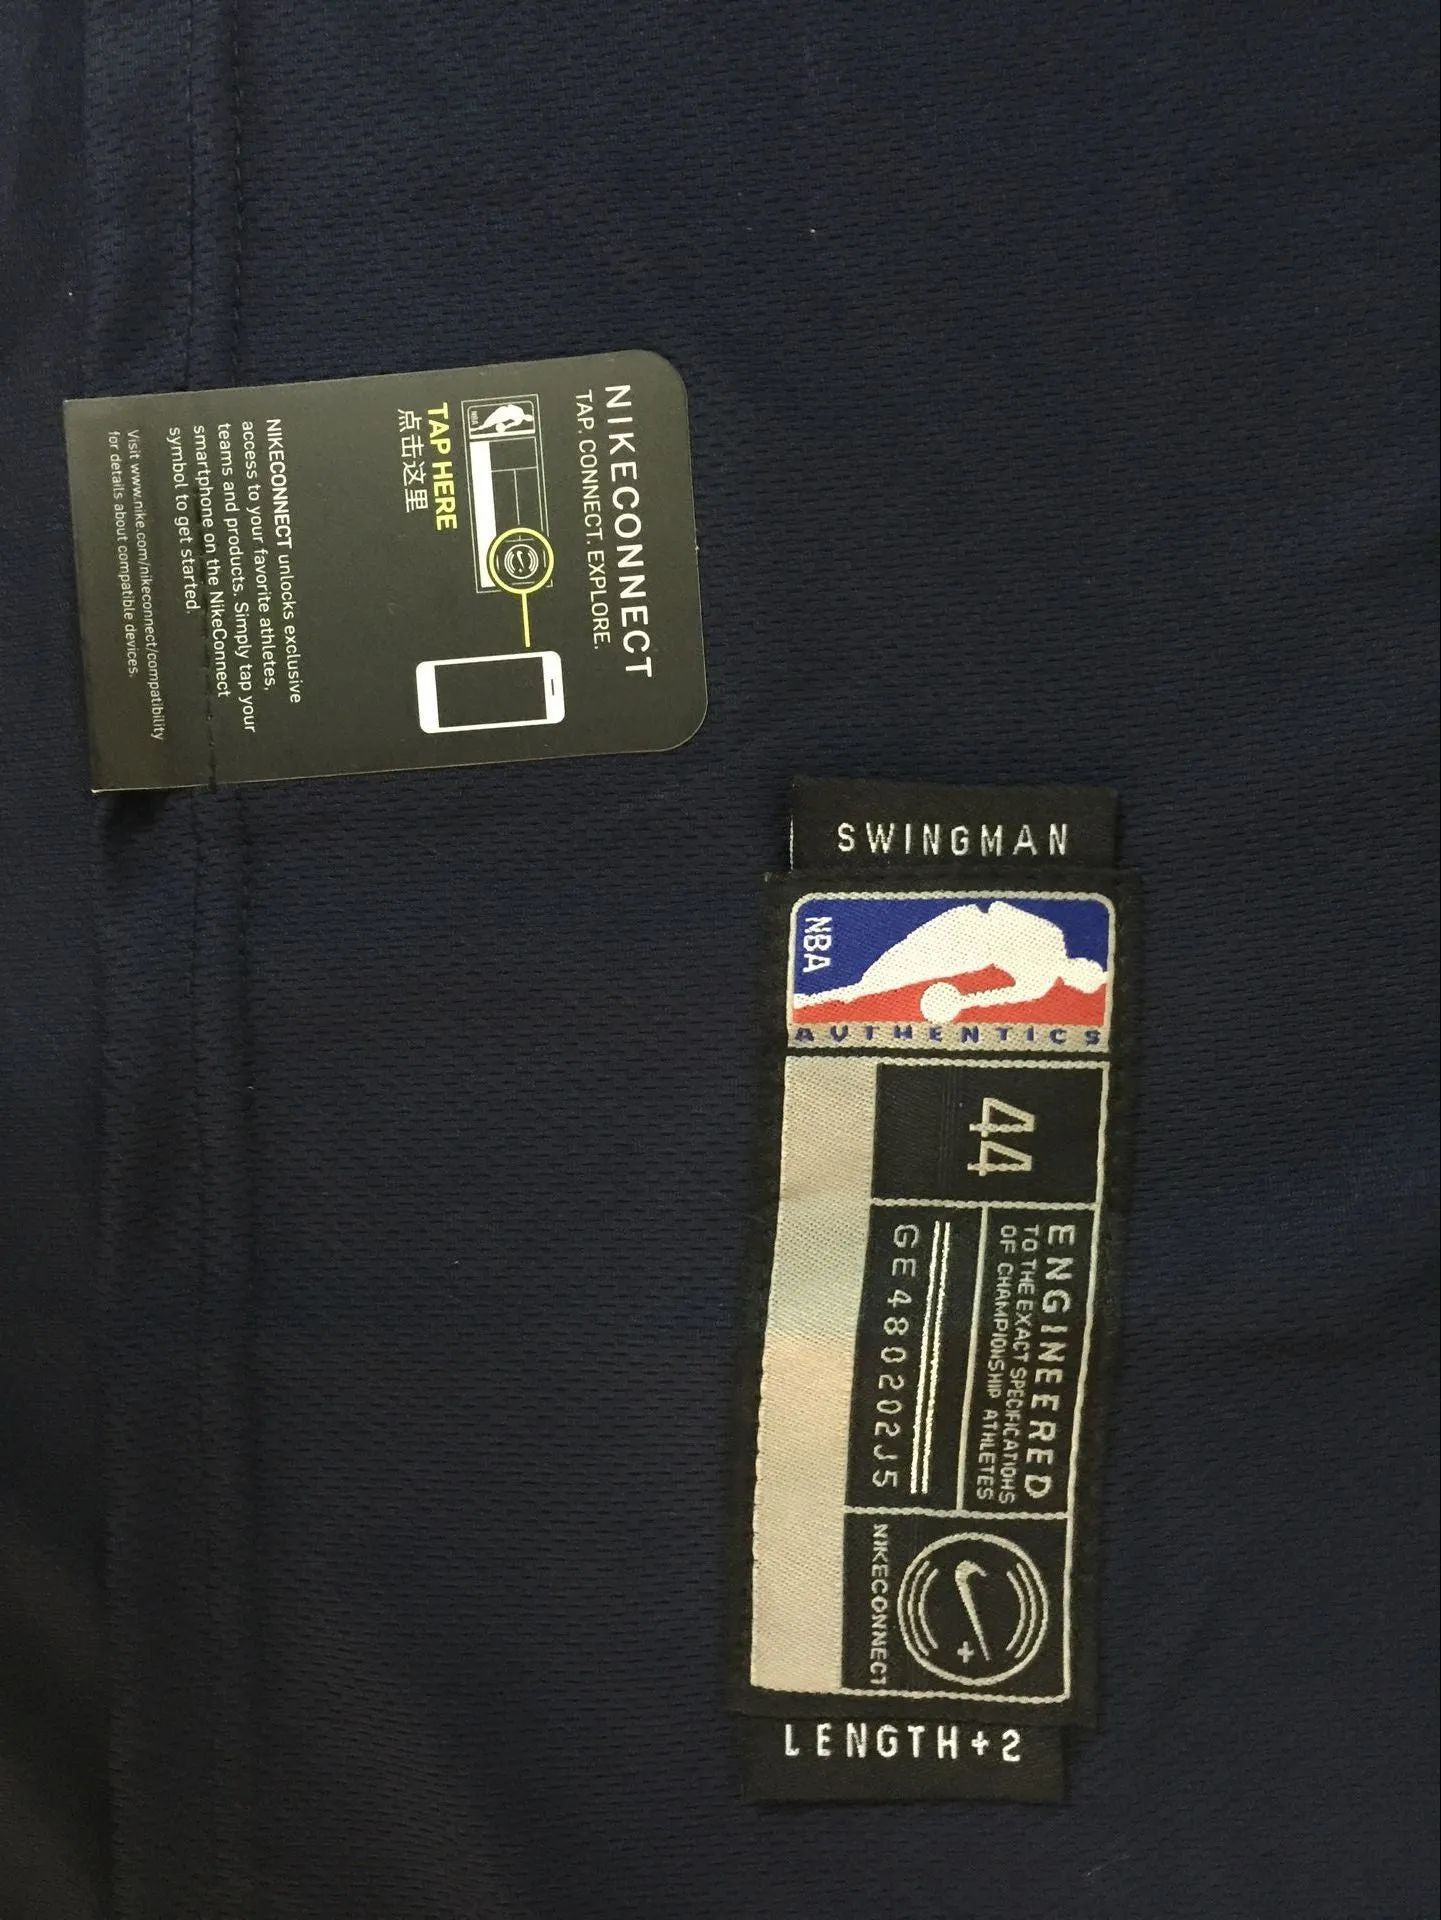 NIKECONNECT
TAP. CONNECT. EXPLORE.
NBA
TAP HERE
点击这里
NIKECONNECT unlocks exclusive
access to your favorite athletes,
teams and products. Simply tap your
smartphone on the NikeConnect
symbol to get started.
Visit www.nike.com/nikeconnect/compatibility
for details about compatible devices.
SWINGMAN
NBA
AUTHENTICS
44
ENGINEERED
TO THE EXACT SPECIFICATIONS
OF CHAMPIONSHIP ATHLETES
GE480202J5
NIKECONNECT
LENGTH+2